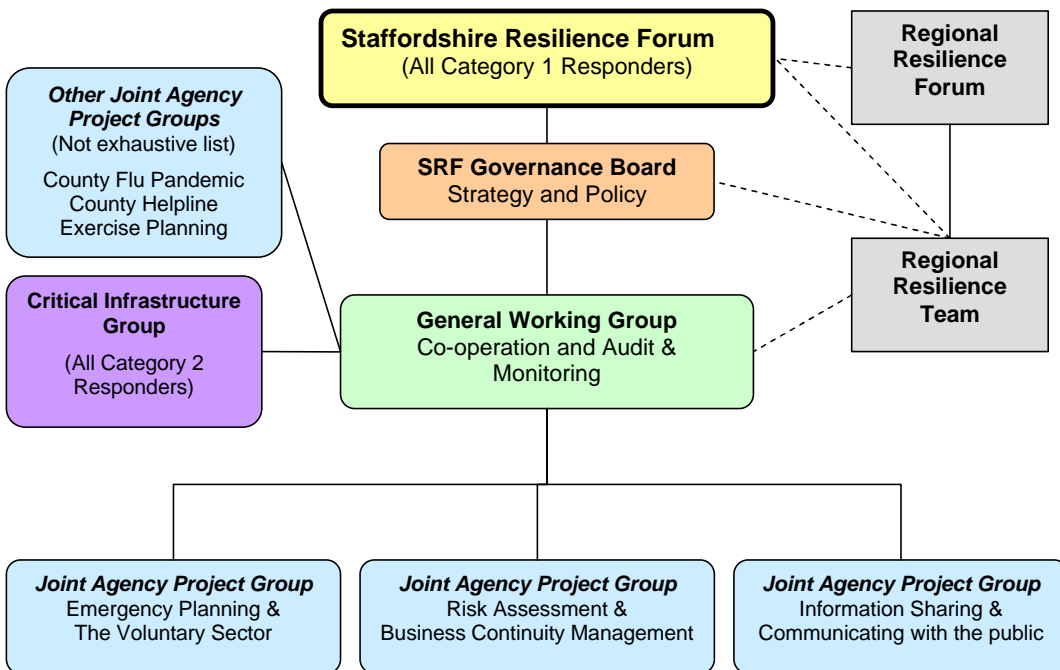 Staffordshire Resilience Forum
(All Category 1 Responders)
Regional
Resilience
Forum
Other Joint Agency
Project Groups
(Not exhaustive list)
County Flu Pandemic
County Helpline
Exercise Planning
SRF Governance Board
Strategy and Policy
Regional
Resilience
Team
Critical Infrastructure
Group
(All Category 2
Responders)
General Working Group
Co-operation and Audit &
Monitoring
Joint Agency Project Group
Emergency Planning &
The Voluntary Sector
Joint Agency Project Group
Risk Assessment &
Business Continuity Management
Joint Agency Project Group
Information Sharing &
Communicating with the public